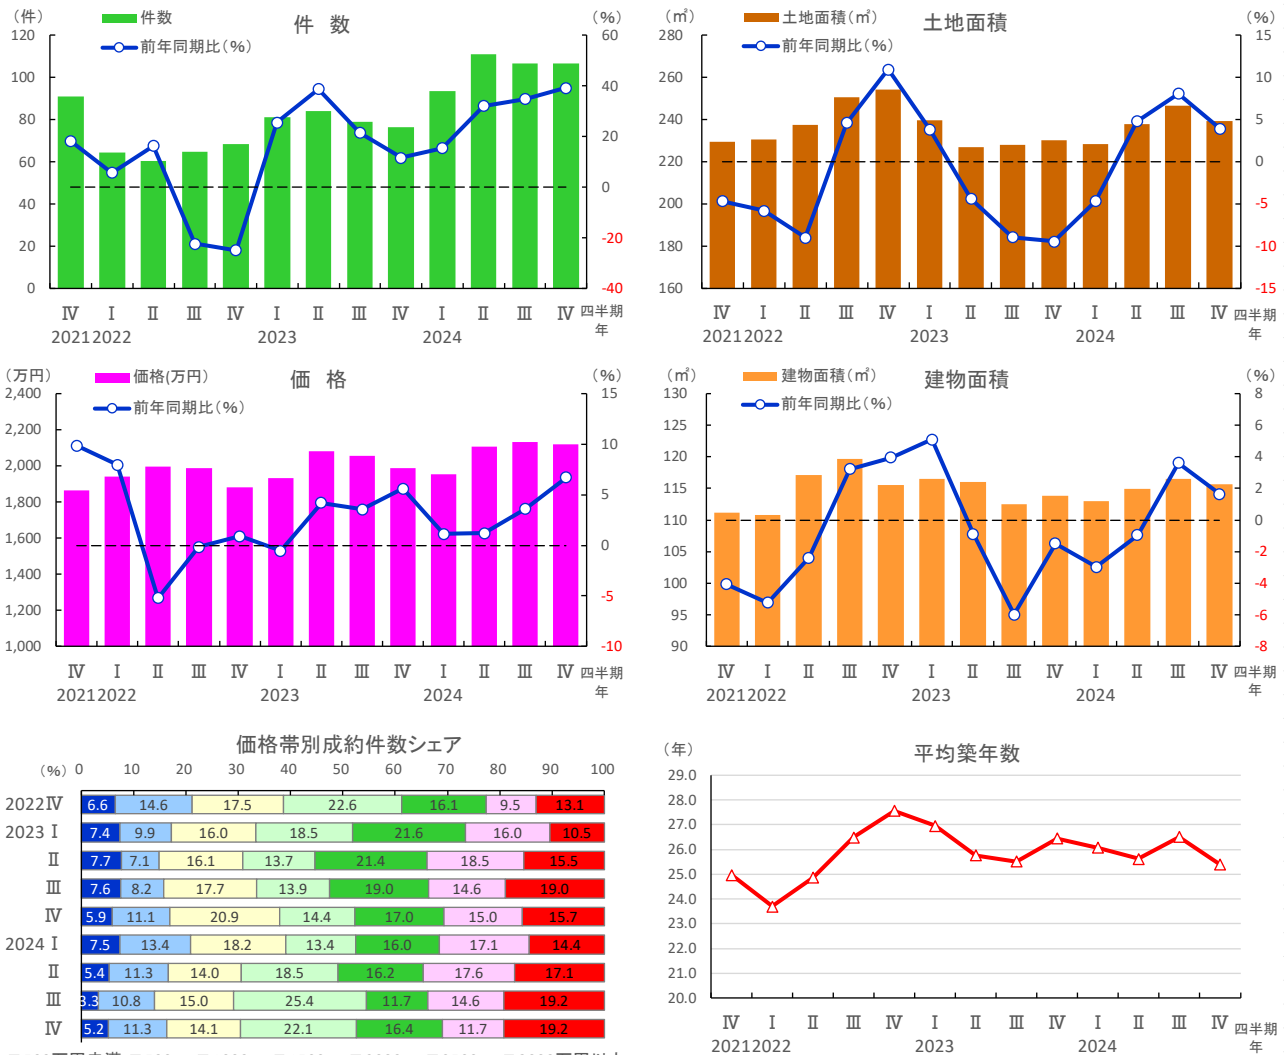 (件) 件数 件 数 (%)
前年同期比(%)
120 60
100 40
80 20
60 0
40 -20
20 -40
0
Ⅳ Ⅰ Ⅱ Ⅲ Ⅳ Ⅰ Ⅱ Ⅲ Ⅳ Ⅰ Ⅱ Ⅲ Ⅳ 四半期
2021 2022 2023 2024 年
(㎡) 土地面積(㎡) 土地面積 (%)
前年同期比(%)
280 15
260 10
240 5
220 0
200 -5
180 -10
160 -15
Ⅳ Ⅰ Ⅱ Ⅲ Ⅳ Ⅰ Ⅱ Ⅲ Ⅳ Ⅰ Ⅱ Ⅲ Ⅳ 四半期
2021 2022 2023 2024 年
(万円) 価格(万円) 価 格 (%)
前年同期比(%)
2,400 15
2,200 10
2,000 5
1,800 0
1,600 -5
1,400 -10
1,200
1,000
Ⅳ Ⅰ Ⅱ Ⅲ Ⅳ Ⅰ Ⅱ Ⅲ Ⅳ Ⅰ Ⅱ Ⅲ Ⅳ 四半期
2021 2022 2023 2024 年
(㎡) 建物面積(㎡) 建物面積 (%)
前年同期比(%)
130 8
125 6
120 4
115 2
110 0
105 -2
100 -4
95 -6
90 -8
Ⅳ Ⅰ Ⅱ Ⅲ Ⅳ Ⅰ Ⅱ Ⅲ Ⅳ Ⅰ Ⅱ Ⅲ Ⅳ 四半期
2021 2022 2023 2024 年
価格帯別成約件数シェア
(%) 0 10 20 30 40 50 60 70 80 90 100
2022Ⅳ 6.6 14.6 17.5 22.6 16.1 9.5 13.1
2023 Ⅰ 7.4 9.9 16.0 18.5 21.6 16.0 10.5
Ⅱ 7.7 7.1 16.1 13.7 21.4 18.5 15.5
Ⅲ 7.6 8.2 17.7 13.9 19.0 14.6 19.0
Ⅳ 5.9 11.1 20.9 14.4 17.0 15.0 15.7
2024 Ⅰ 7.5 13.4 18.2 13.4 16.0 17.1 14.4
Ⅱ 5.4 11.3 14.0 18.5 16.2 17.6 17.1
Ⅲ 3.3 10.8 15.0 25.4 11.7 14.6 19.2
Ⅳ 5.2 11.3 14.1 22.1 16.4 11.7 19.2
(年) 平均築年数
29.0
28.0
27.0
26.0
25.0
24.0
23.0
22.0
21.0
20.0
Ⅳ Ⅰ Ⅱ Ⅲ Ⅳ Ⅰ Ⅱ Ⅲ Ⅳ Ⅰ Ⅱ Ⅲ Ⅳ 四半期
2021 2022 2023 2024 年